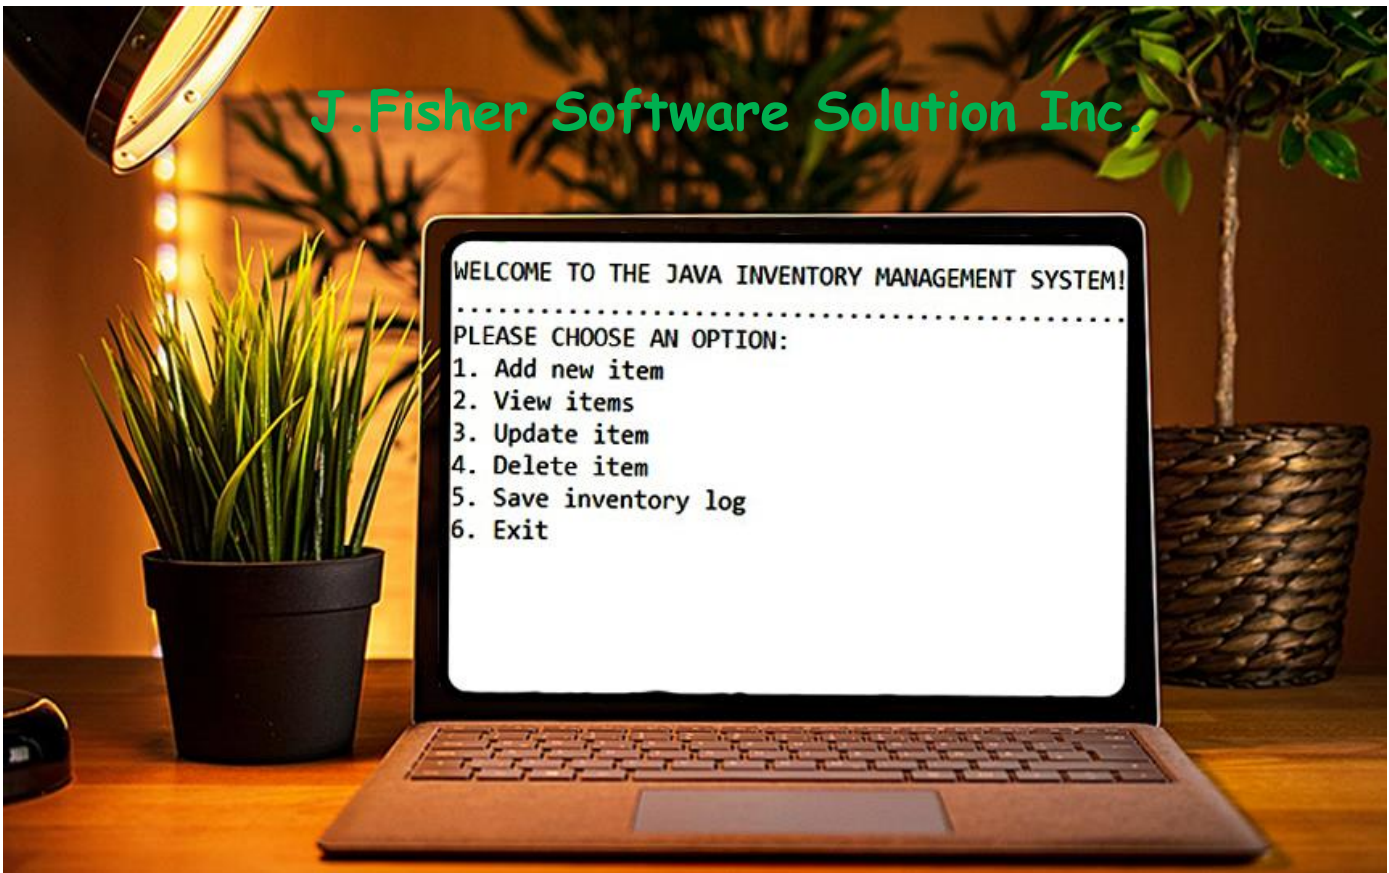 J.Fisher Software Solution Inc.
WELCOME TO THE JAVA INVENTORY MANAGEMENT SYSTEM!
................................................
PLEASE CHOOSE AN OPTION:
1. Add new item
2. View items
3. Update item
4. Delete item
5. Save inventory log
6. Exit